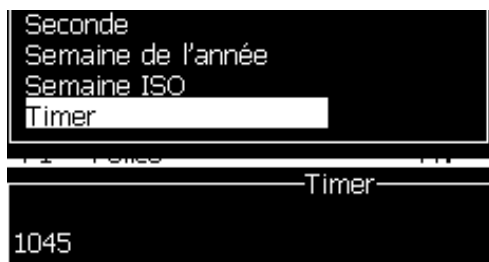 Seconde
Semaine de l'année
Semaine ISO
Timer
Timer
1045